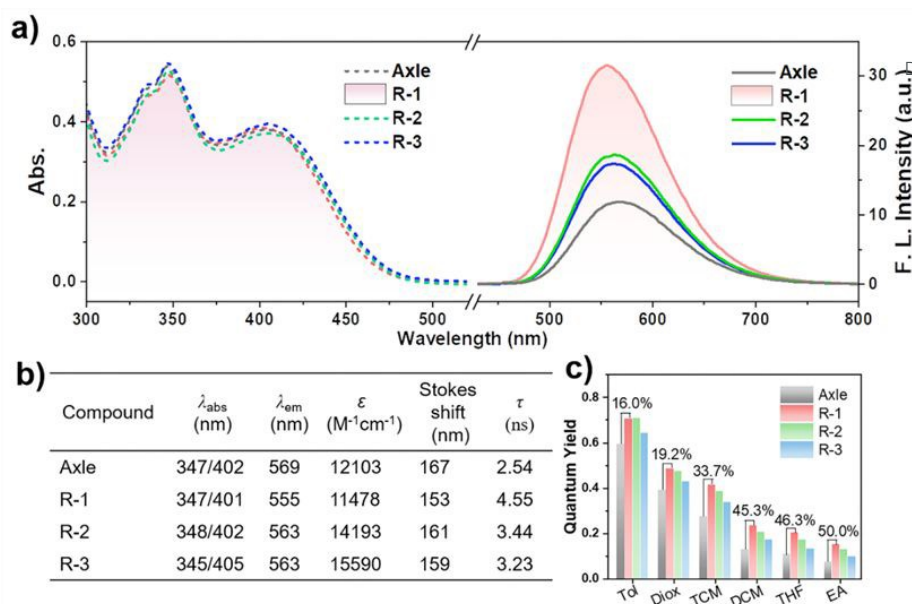 a)
0.6
0.4
0.2
0.0
Abs.
Axle
R-1
R-2
R-3
Axle
R-1
R-2
R-3
30
20
10
0
F. L. Intensity (a.u.)
300 350 400 450 500 500 600 700 800
Wavelength (nm) Wavelength (nm)
b)
Compound λabs (nm) λem (nm) ε (M-1cm-1) Stokes shift (nm) τ (ns)
Axle 347/402 569 12103 167 2.54
R-1 347/401 555 11478 153 4.55
R-2 348/402 563 14193 161 3.44
R-3 345/405 563 15590 159 3.23
c)
0.8
0.6
0.4
0.2
0.0
Quantum Yield
Axle
R-1
R-2
R-3
16.0%
19.2%
33.7%
45.3%
46.3%
50.0%
Tol Diox TCM DCM THF EA